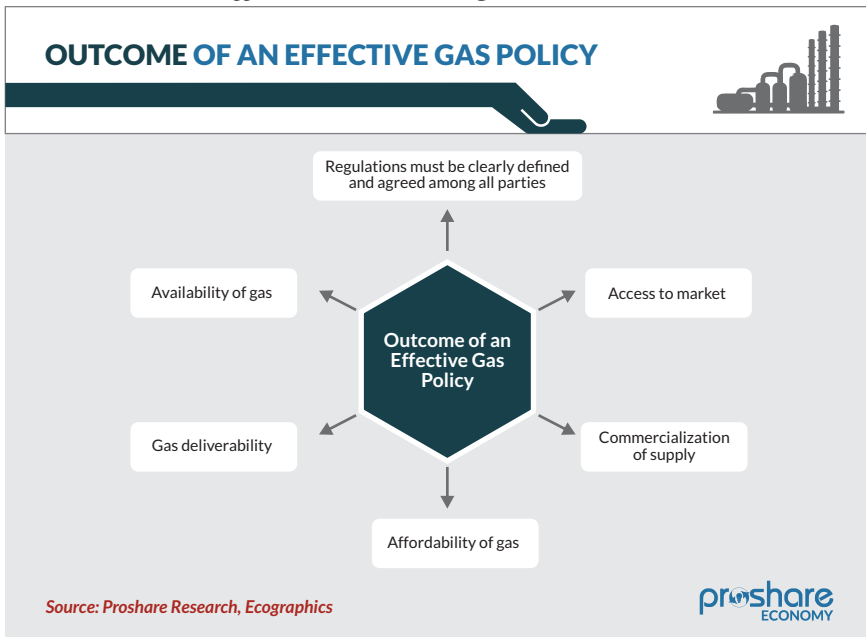 OUTCOME OF AN EFFECTIVE GAS POLICY
Regulations must be clearly defined
and agreed among all parties
Availability of gas
Access to market
Outcome of an
Effective Gas
Policy
Gas deliverability
Commercialization
of supply
Affordability of gas
Source: Proshare Research, Ecographics
proshare
ECONOMY